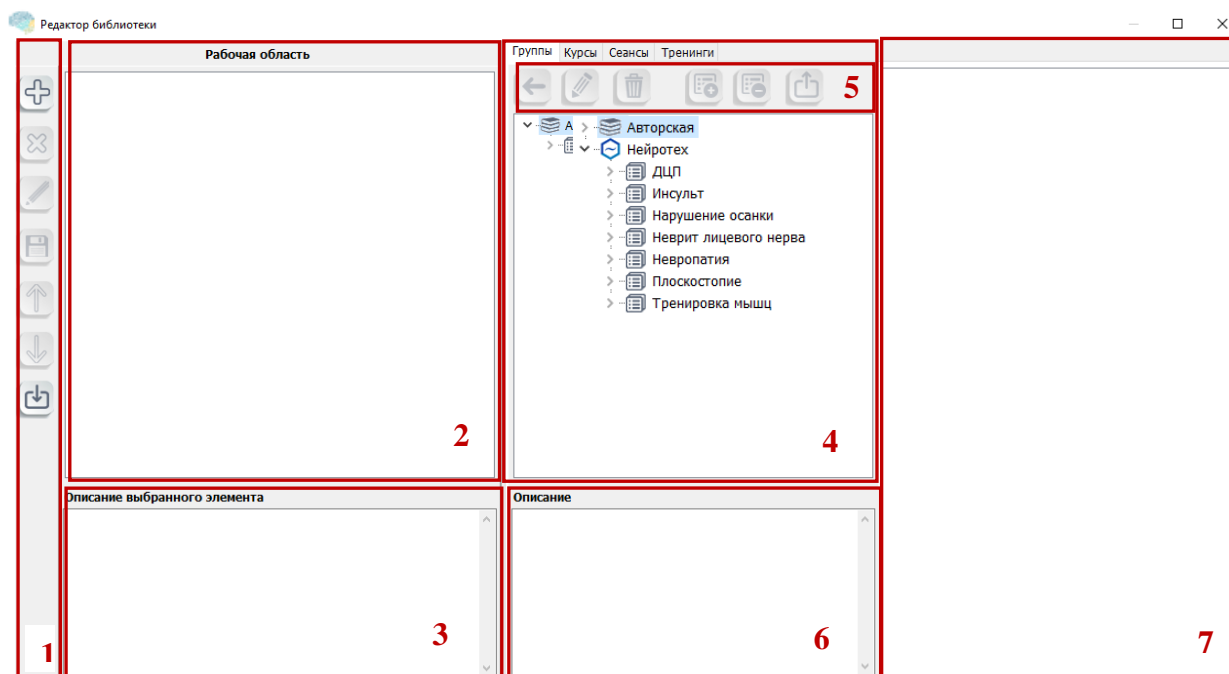 Редактор библиотеки
Рабочая область
Группы Курсы Сеансы Тренинги
5
А Авторская
Нейротех
ДЦП
Инсульт
Нарушение осанки
Неврит лицевого нерва
Невропатия
Плоскостопие
Тренировка мышц
2
4
Описание выбранного элемента
Описание
1
3
6
7